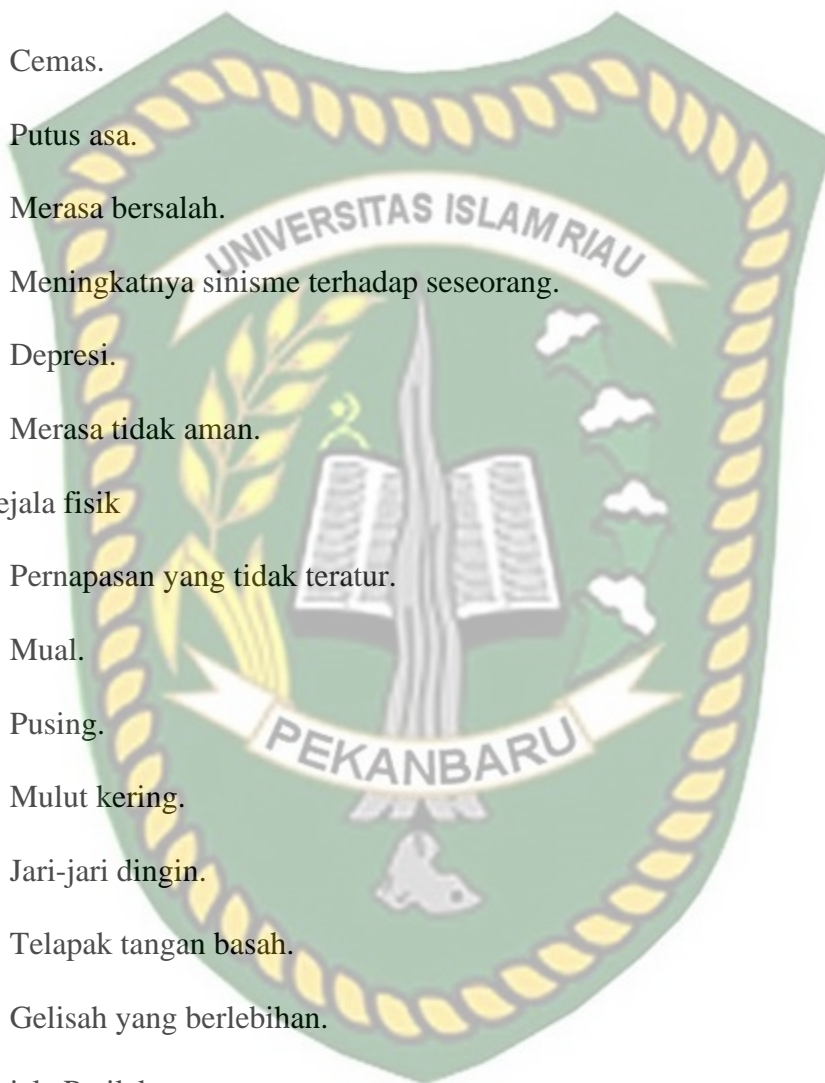 Cemas.
Putus asa.
Merasa bersalah.
UNIVERSITAS ISLAM RIAU
Meningkatnya sinisme terhadap seseorang.
Depresi.
Merasa tidak aman.
ejala fisik
Pernapasan yang tidak teratur.
Mual.
Pusing.
PEKANBARU
Mulut kering.
Jari-jari dingin.
Telapak tangan basah.
Gelisah yang berlebihan.